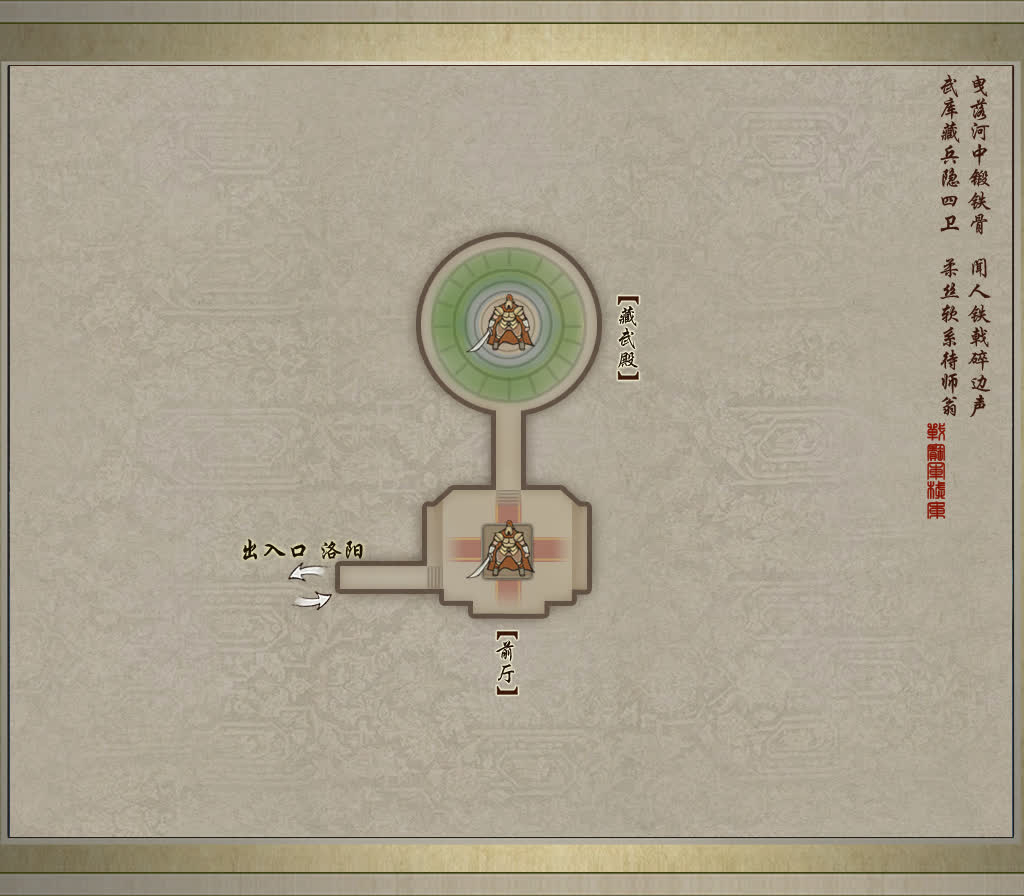 曳落河中锻铁骨 闻人铁戟碎边声
武库藏兵隐四卫 柔丝软系待师翁
【藏武殿】
出入口 洛阳
【前厅】